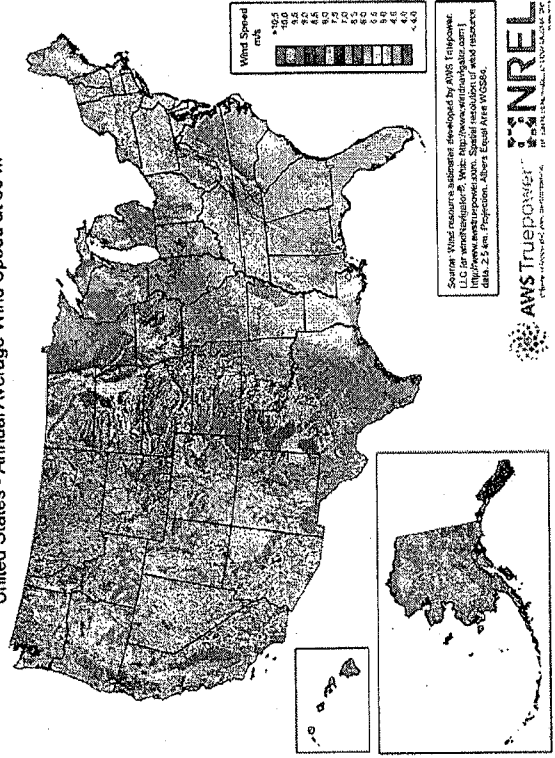 United States - Annual Average Wind Speed at 80 m
Wind Speed
m/s
>10.5
10.0
9.5
9.0
8.5
8.0
7.5
7.0
6.5
6.0
5.5
5.0
4.5
4.0
< 4.0
Source: Wind resource estimates developed by AWS Truepower,
LLC for windNavigator®. Web: http://www.windnavigator.com |
http://www.awstruepower.com. Spatial resolution of wind resource
data: 2.5 km. Projection: Albers Equal Area WGS84.
AWS Truepower
NREL